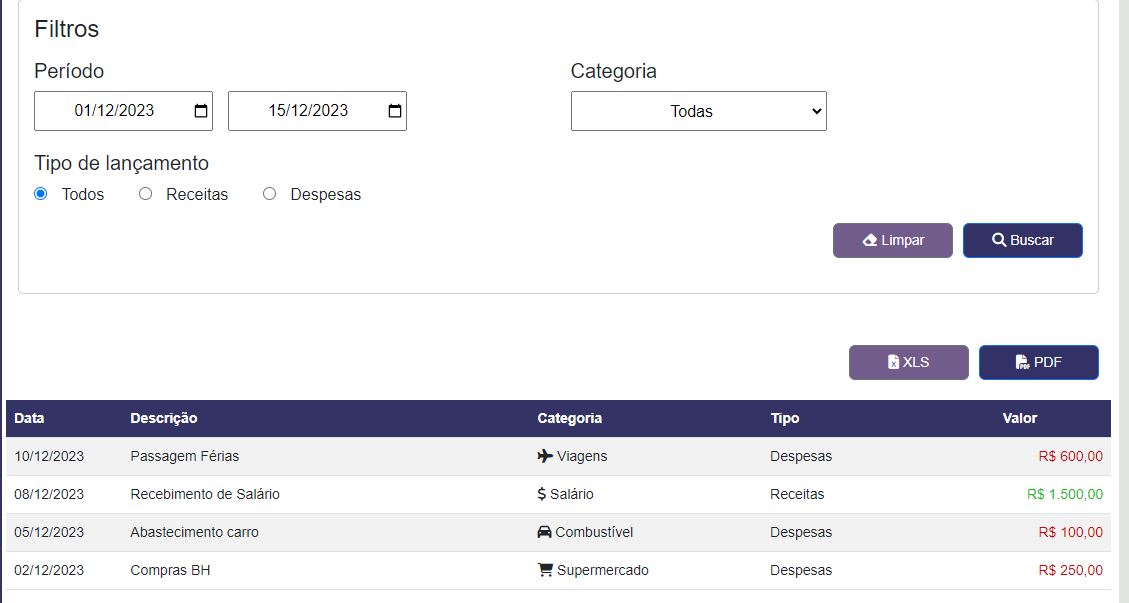 Filtros
Período Categoria
01/12/2023 15/12/2023 Todas
Tipo de lançamento
Todos Receitas Despesas
Limpar Buscar
XLS PDF
Data Descrição Categoria Tipo Valor
10/12/2023 Passagem Férias Viagens Despesas R$ 600,00
08/12/2023 Recebimento de Salário Salário Receitas R$ 1.500,00
05/12/2023 Abastecimento carro Combustível Despesas R$ 100,00
02/12/2023 Compras BH Supermercado Despesas R$ 250,00